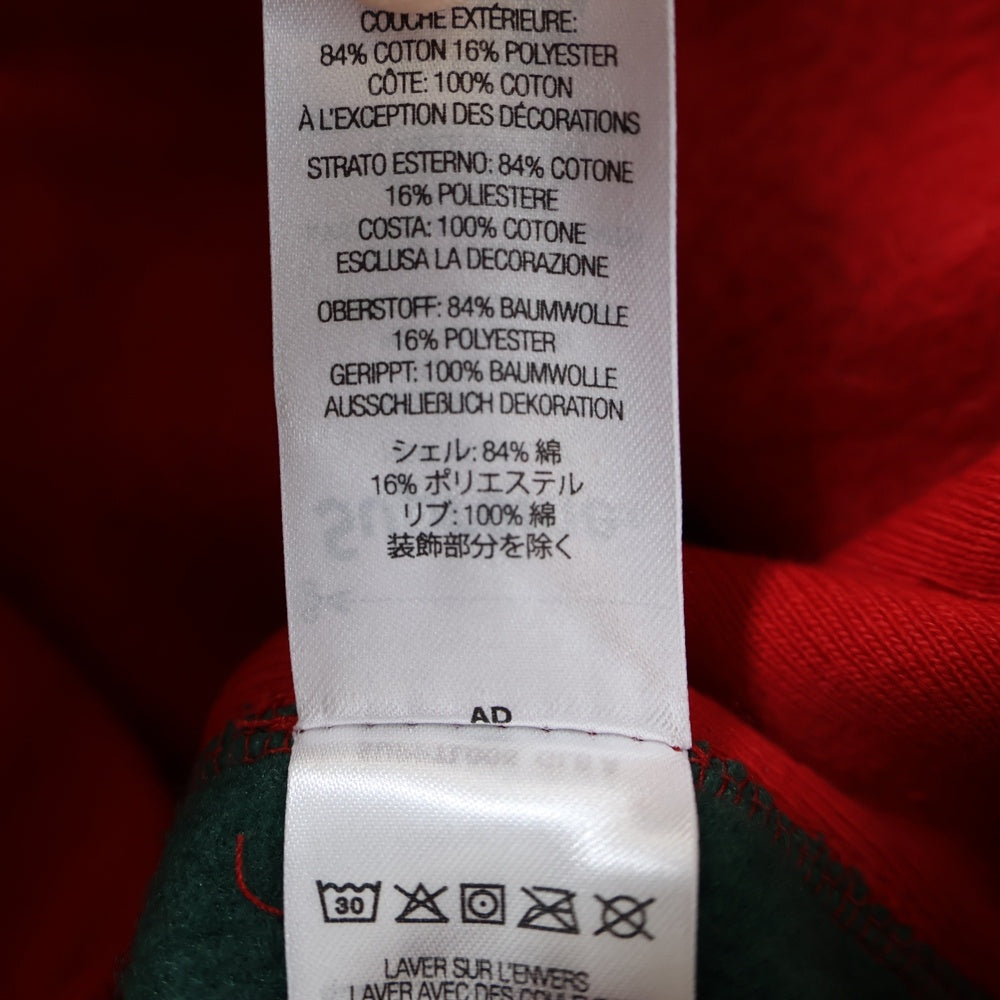 COUCHE EXTÉRIEURE:
84% COTON 16% POLYESTER
CÔTE: 100% COTON
À L'EXCEPTION DES DÉCORATIONS
STRATO ESTERNO: 84% COTONE
16% POLIESTERE
COSTA: 100% COTONE
ESCLUSA LA DECORAZIONE
OBERSTOFF: 84% BAUMWOLLE
16% POLYESTER
GERIPPT: 100% BAUMWOLLE
AUSSCHLIEßLICH DEKORATION
シェル: 84% 綿
16% ポリエステル
リブ: 100% 綿
装飾部分を除く
AD
30
LAVER SUR L'ENVERS
LAVER AVEC DES